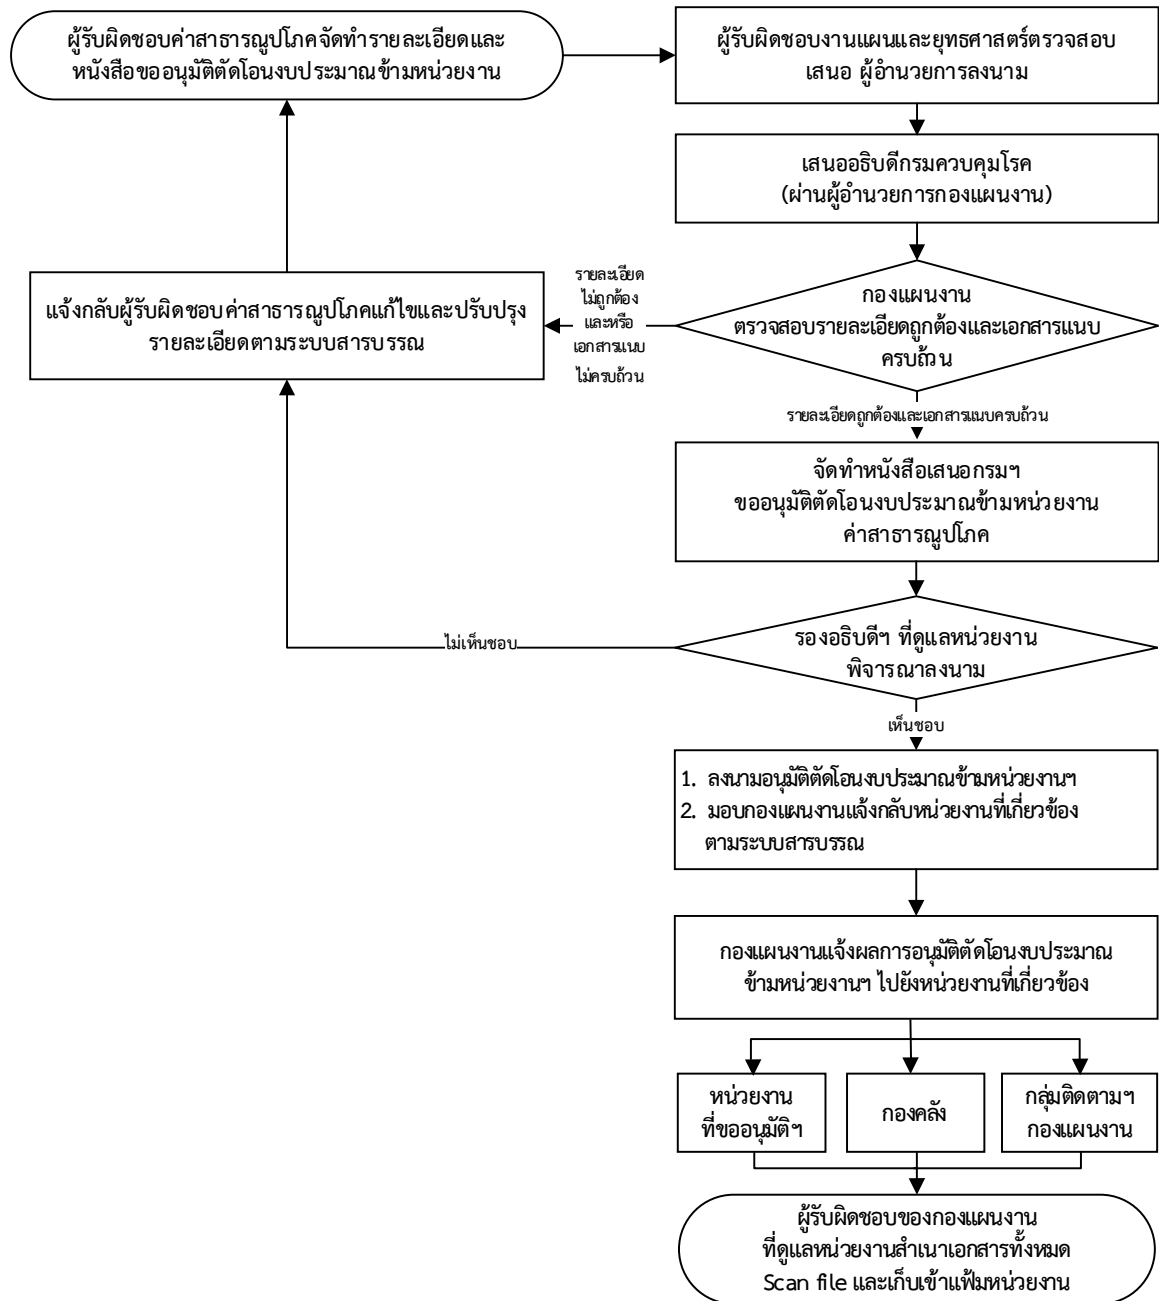 ผู้รับผิดชอบค่าสาธารณูปโภคจัดทำรายละเอียดและ
หนังสือขออนุมัติตัดโอนงบประมาณข้ามหน่วยงาน
ผู้รับผิดชอบงานแผนและยุทธศาสตร์ตรวจสอบ
เสนอ ผู้อำนวยการลงนาม
เสนออธิบดีกรมควบคุมโรค
(ผ่านผู้อำนวยการกองแผนงาน)
กองแผนงาน
ตรวจสอบรายละเอียดถูกต้องและเอกสารแนบ
ครบถ้วน
รายละเอียด
ไม่ถูกต้อง
และหรือ
เอกสารแนบ
ไม่ครบถ้วน
แจ้งกลับผู้รับผิดชอบค่าสาธารณูปโภคแก้ไขและปรับปรุง
รายละเอียดตามระบบสารบรรณ
รายละเอียดถูกต้องและเอกสารแนบครบถ้วน
จัดทำหนังสือเสนอกรมฯ
ขออนุมัติตัดโอนงบประมาณข้ามหน่วยงาน
ค่าสาธารณูปโภค
รองอธิบดีฯ ที่ดูแลหน่วยงาน
พิจารณาลงนาม
ไม่เห็นชอบ
เห็นชอบ
1. ลงนามอนุมัติตัดโอนงบประมาณข้ามหน่วยงานฯ
2. มอบกองแผนงานแจ้งกลับหน่วยงานที่เกี่ยวข้อง
ตามระบบสารบรรณ
กองแผนงานแจ้งผลการอนุมัติตัดโอนงบประมาณ
ข้ามหน่วยงานฯ ไปยังหน่วยงานที่เกี่ยวข้อง
หน่วยงาน
ที่ขออนุมัติฯ
กองคลัง
กลุ่มติดตามฯ
กองแผนงาน
ผู้รับผิดชอบของกองแผนงาน
ที่ดูแลหน่วยงานสำเนาเอกสารทั้งหมด
Scan file และเก็บเข้าแฟ้มหน่วยงาน